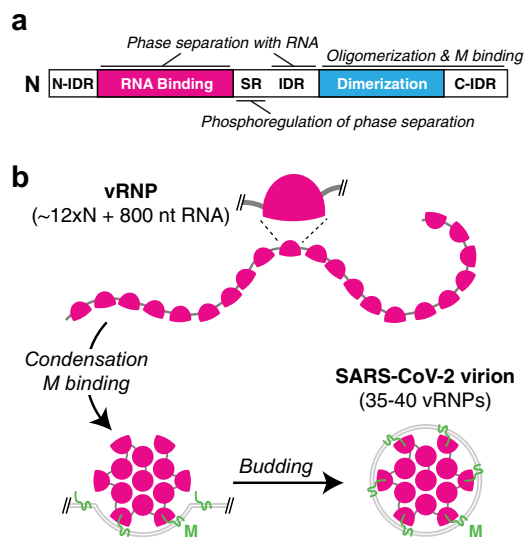 a
Phase separation with RNA
Oligomerization & M binding
N
N-IDR
RNA Binding
SR
IDR
Dimerization
C-IDR
Phosphoregulation of phase separation
b
vRNP
(~12xN + 800 nt RNA)
Condensation
M binding
SARS-CoV-2 virion
(35-40 vRNPs)
Budding
M
M